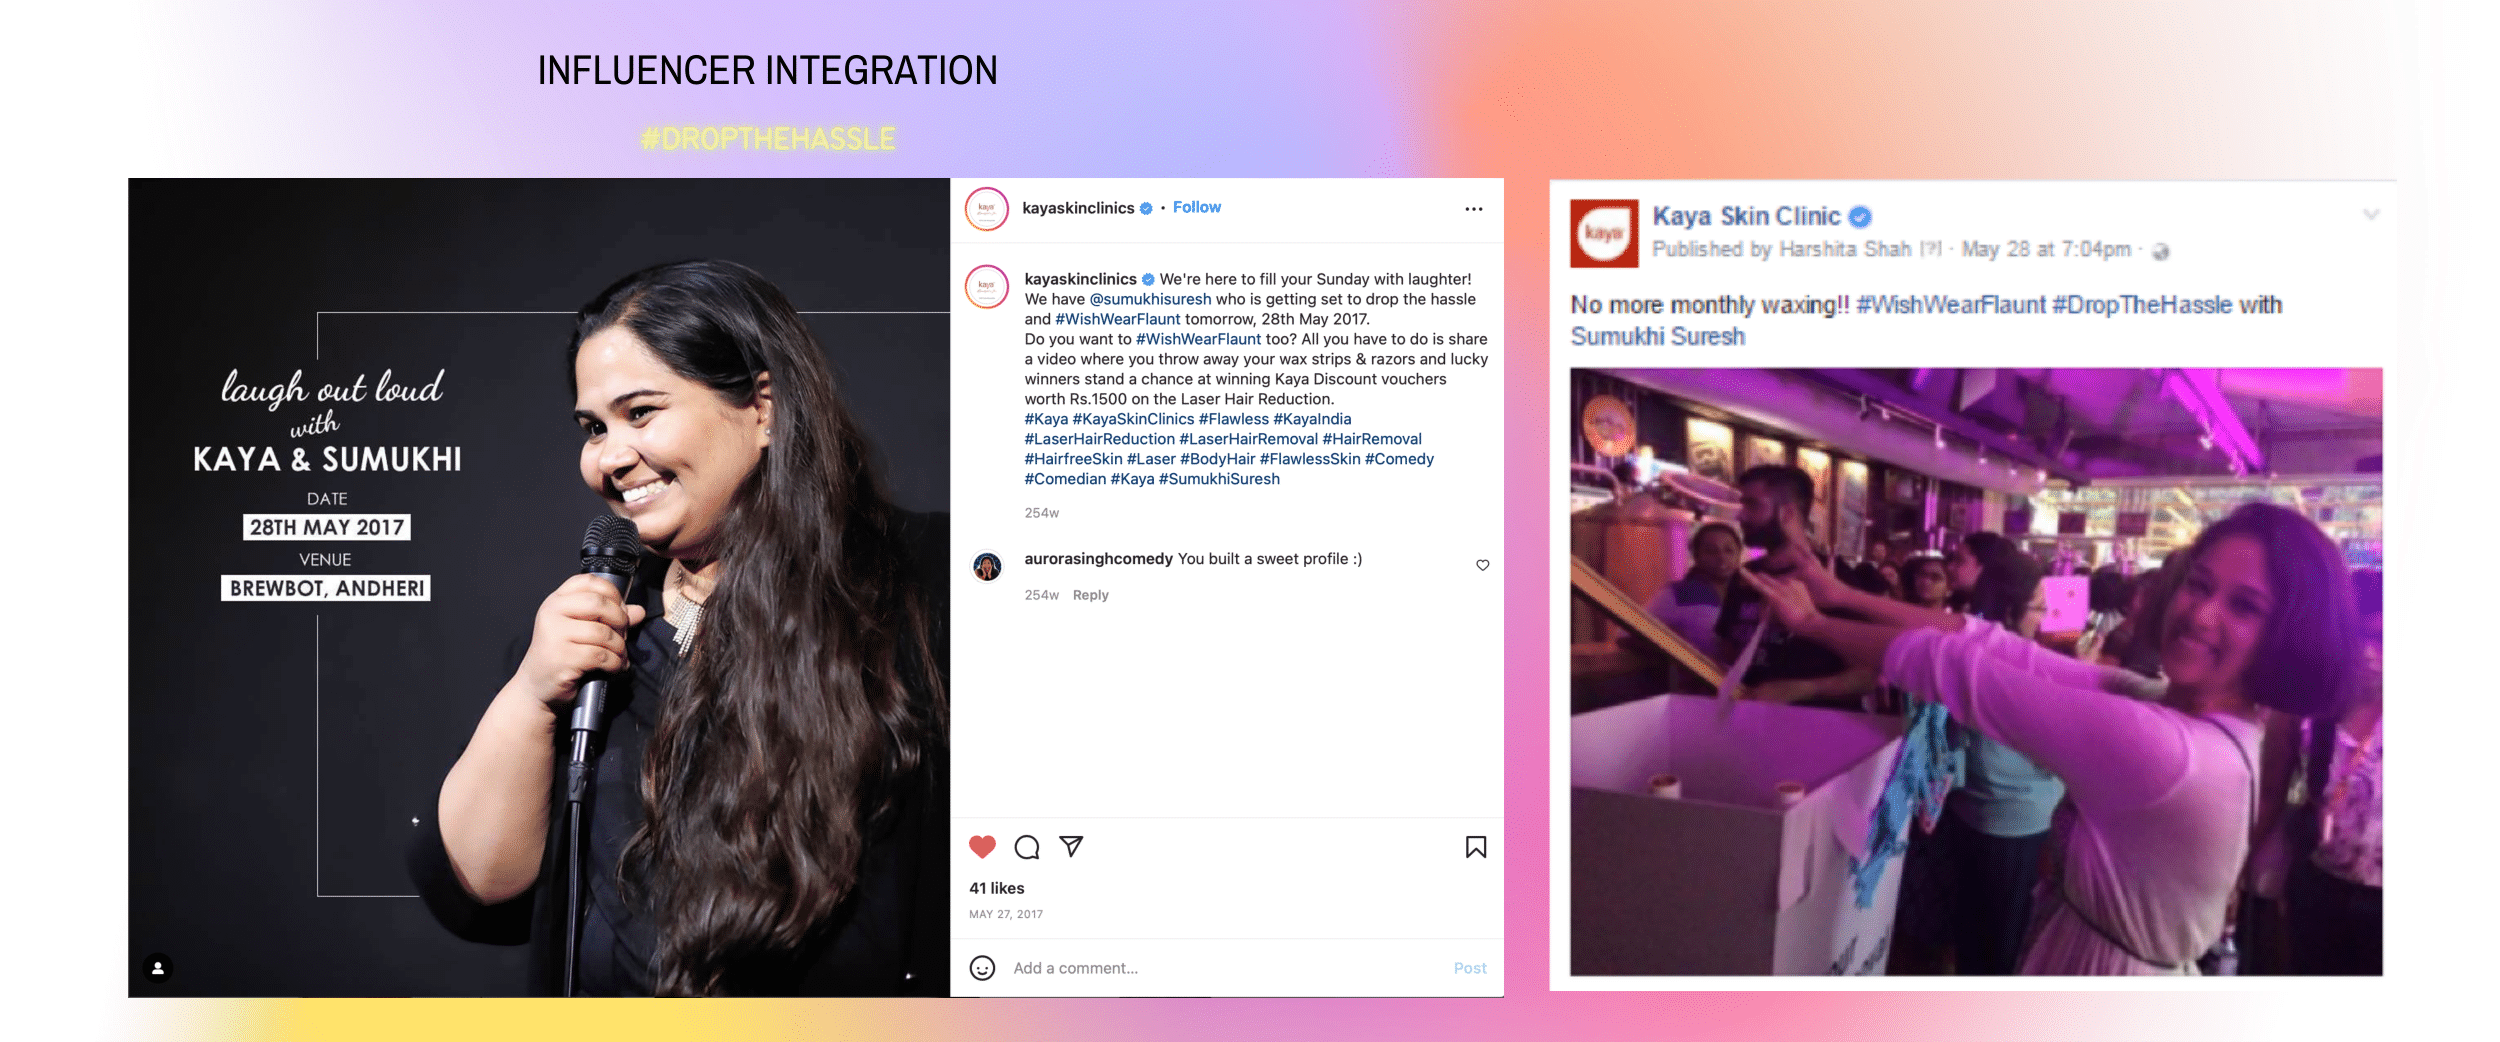 INFLUENCER INTEGRATION
#DROPTHEHASSLE
laugh out loud
with
KAYA & SUMUKHI
DATE
28TH MAY 2017
VENUE
BREWBOT, ANDHERI
kaya
kayaskinclinics • Follow
kaya
kayaskinclinics We're here to fill your Sunday with laughter!
We have @sumukhisuresh who is getting set to drop the hassle
and #WishWearFlaunt tomorrow, 28th May 2017.
Do you want to #WishWearFlaunt too? All you have to do is share
a video where you throw away your wax strips & razors and lucky
winners stand a chance at winning Kaya Discount vouchers
worth Rs.1500 on the Laser Hair Reduction.
#Kaya #KayaSkinClinics #Flawless #KayaIndia
#LaserHairReduction #LaserHairRemoval #HairRemoval
#HairfreeSkin #Laser #BodyHair #FlawlessSkin #Comedy
#Comedian #Kaya #SumukhiSuresh
254w
aurorasinghcomedy You built a sweet profile :)
254w Reply
41 likes
MAY 27, 2017
Add a comment...
Post
kaya
Kaya Skin Clinic
Published by Harshita Shah [?] · May 28 at 7:04pm ·
No more monthly waxing!! #WishWearFlaunt #DropTheHassle with
Sumukhi Suresh